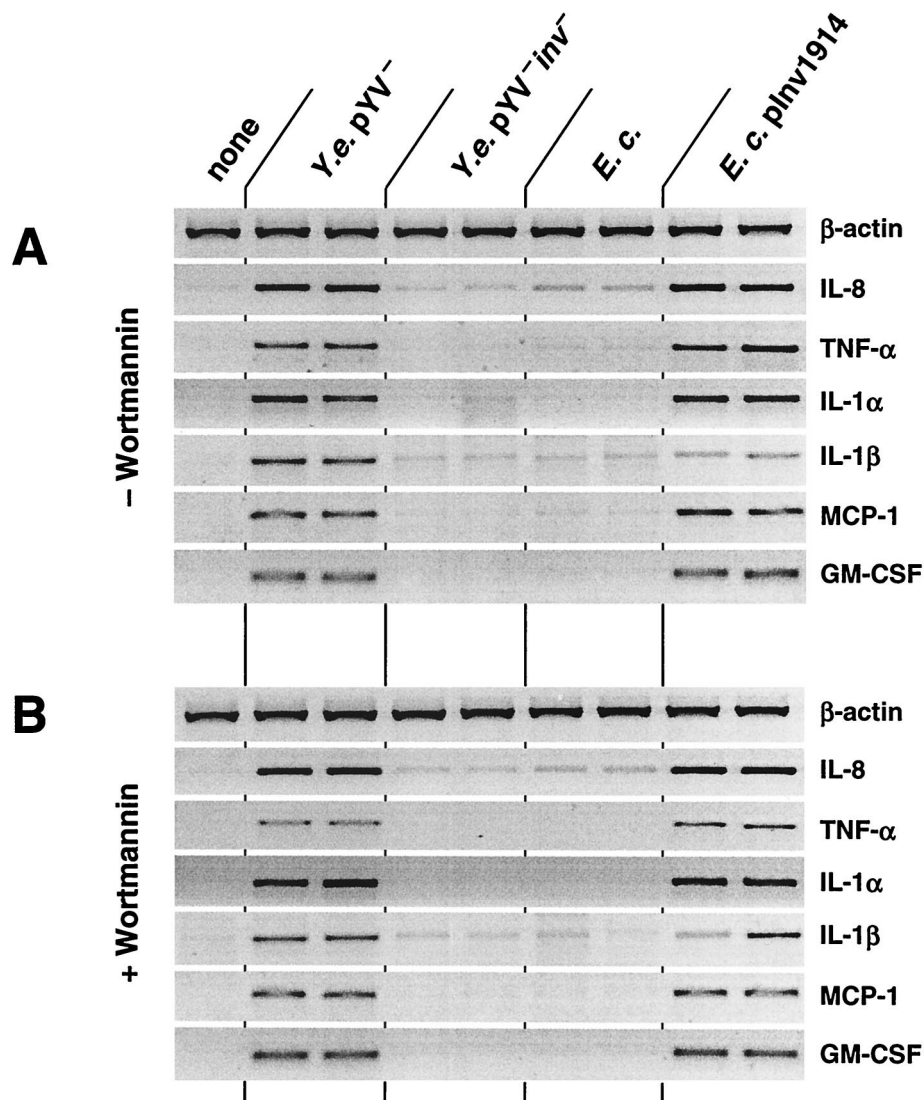 none
Y.e. pYV⁻
Y.e. pYV⁻inv⁻
E. c.
E. c. pInv1914
A
– Wortmannin
β-actin
IL-8
TNF-α
IL-1α
IL-1β
MCP-1
GM-CSF
B
+ Wortmannin
β-actin
IL-8
TNF-α
IL-1α
IL-1β
MCP-1
GM-CSF